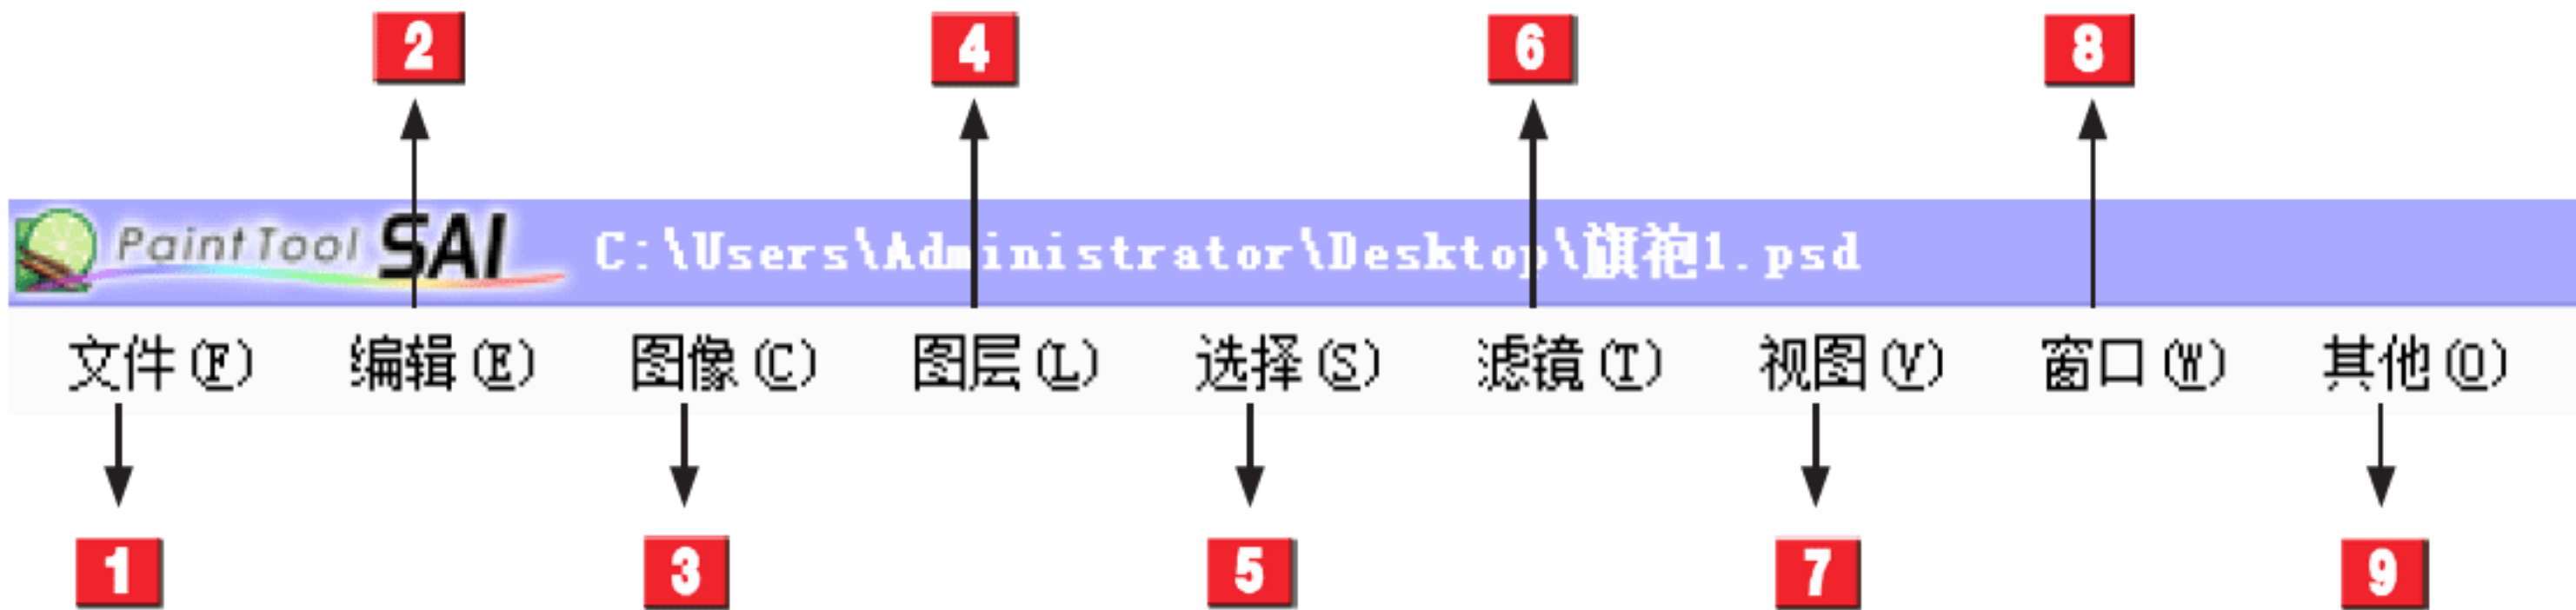 2 4 6 8
PaintTool SAI C:\Users\Administrator\Desktop\旗袍1.psd
文件(F) 编辑(E) 图像(C) 图层(L) 选择(S) 滤镜(T) 视图(V) 窗口(W) 其他(O)
1 3 5 7 9